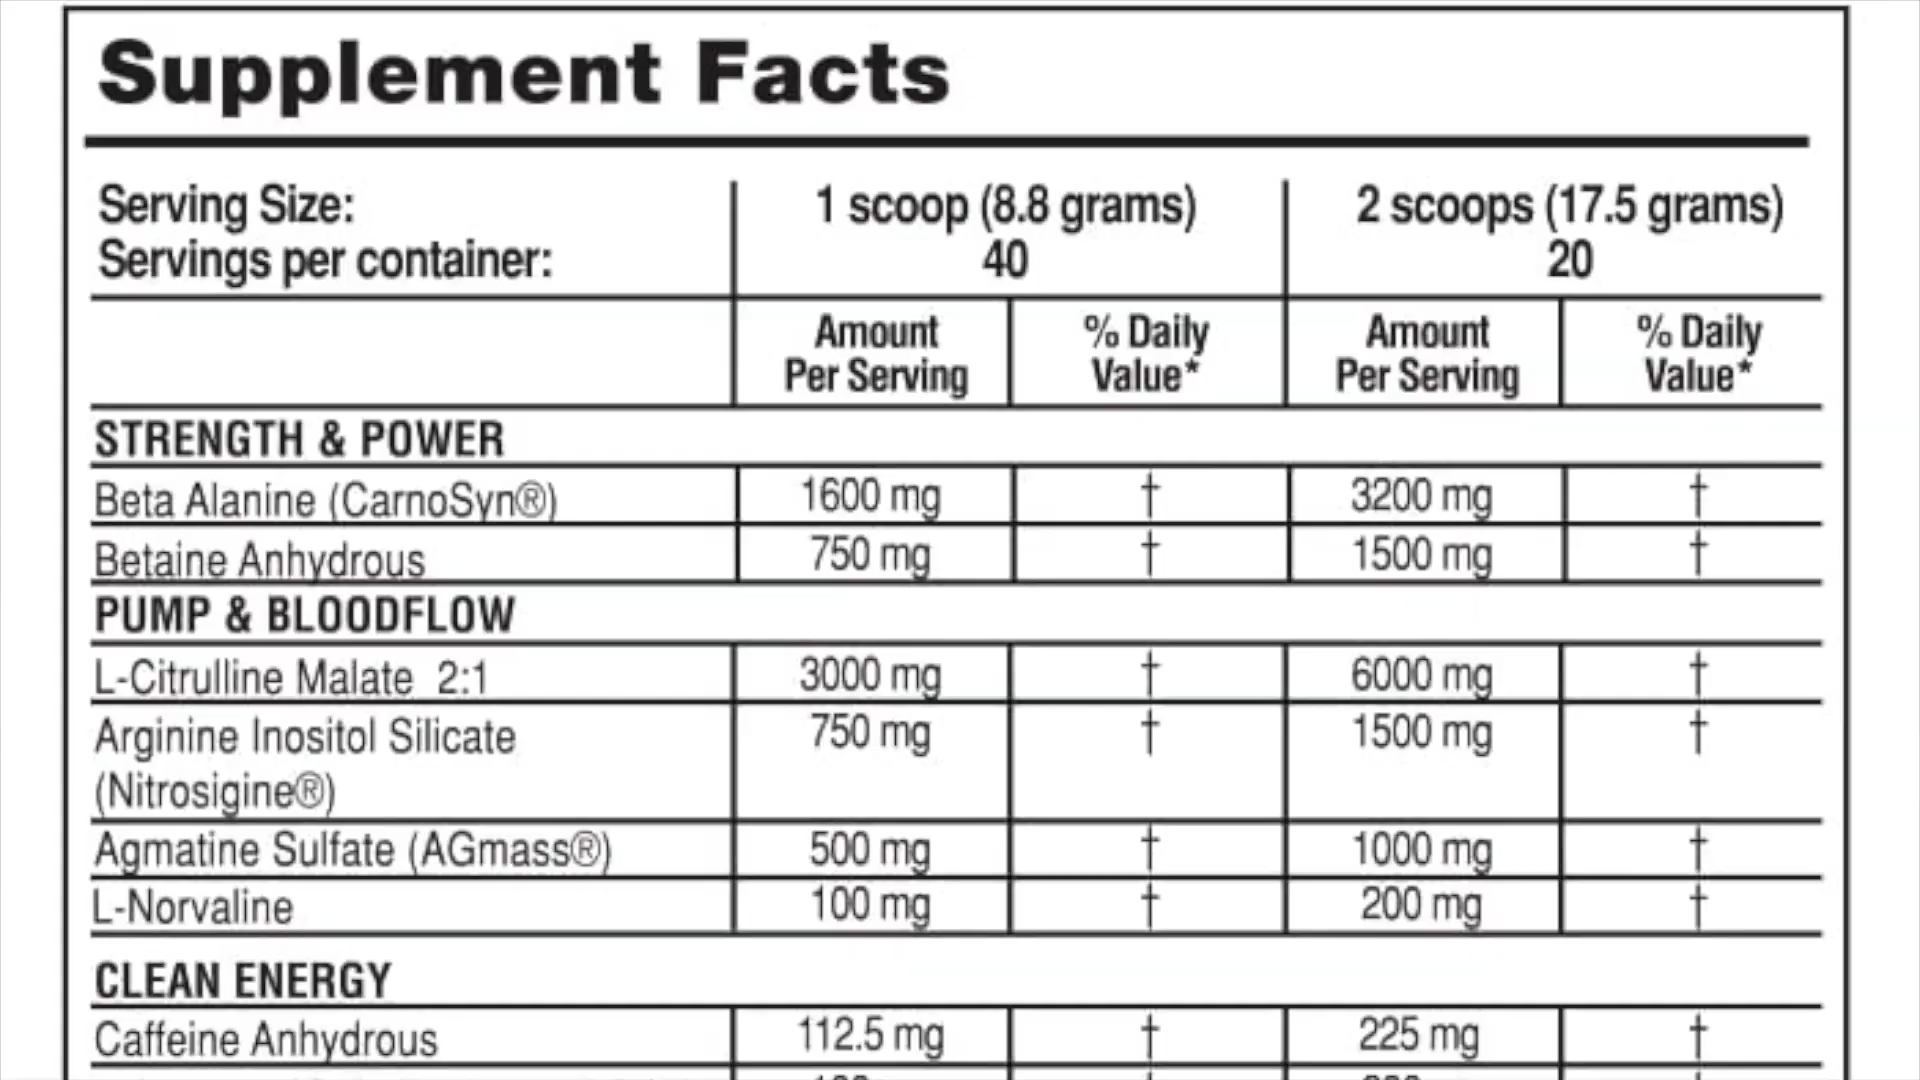 Supplement Facts
Serving Size: 1 scoop (8.8 grams) 2 scoops (17.5 grams)
Servings per container: 40 20
Amount % Daily Amount % Daily
Per Serving Value* Per Serving Value*
STRENGTH & POWER
Beta Alanine (CarnoSyn®) 1600 mg † 3200 mg †
Betaine Anhydrous 750 mg † 1500 mg †
PUMP & BLOODFLOW
L-Citrulline Malate 2:1 3000 mg † 6000 mg †
Arginine Inositol Silicate 750 mg † 1500 mg †
(Nitrosigine®)
Agmatine Sulfate (AGmass®) 500 mg † 1000 mg †
L-Norvaline 100 mg † 200 mg †
CLEAN ENERGY
Caffeine Anhydrous 112.5 mg † 225 mg †